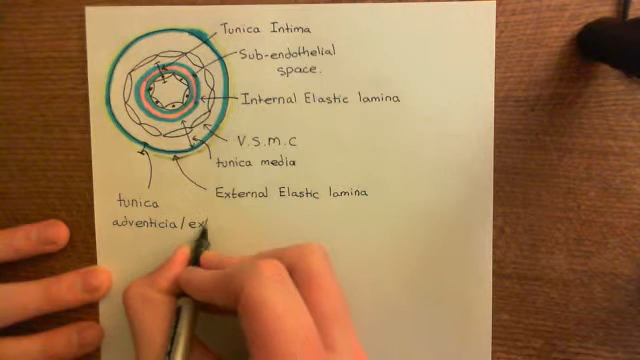 Tunica Intima
Sub-endothelial
space.
Internal Elastic lamina
V.S.M.C
tunica media
External Elastic lamina
tunica
adventicia/ex